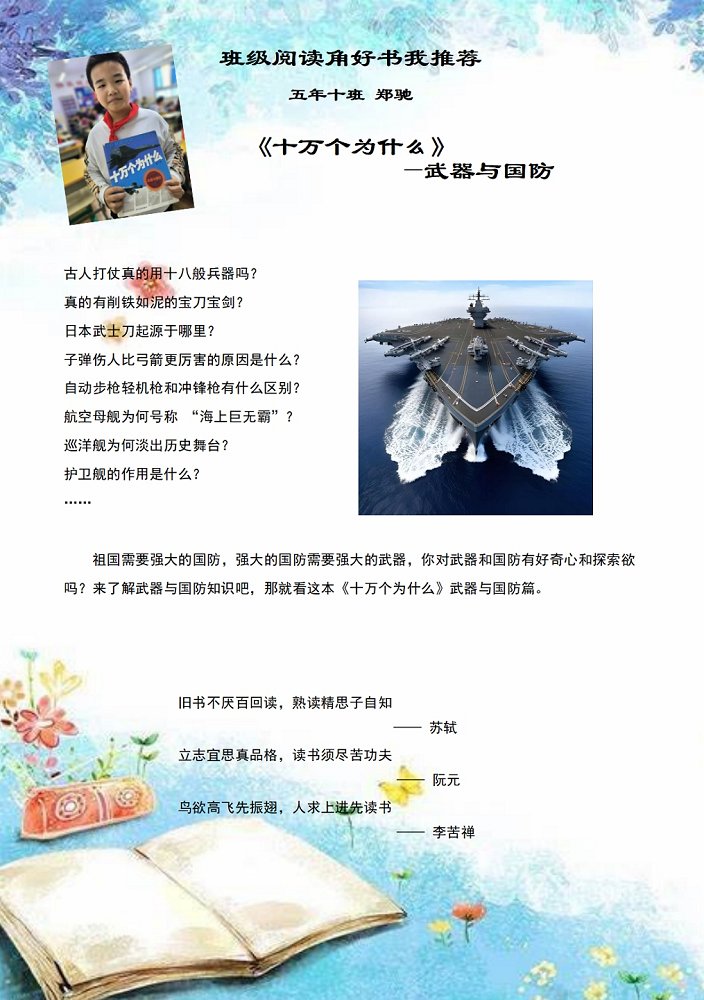 班级阅读角好书我推荐
五年十班 郑驰
《十万个为什么》
—武器与国防
十万个为什么
古人打仗真的用十八般兵器吗？
真的有削铁如泥的宝刀宝剑？
日本武士刀起源于哪里？
子弹伤人比弓箭更厉害的原因是什么？
自动步枪轻机枪和冲锋枪有什么区别？
航空母舰为何号称 “海上巨无霸”？
巡洋舰为何淡出历史舞台？
护卫舰的作用是什么？
……
祖国需要强大的国防，强大的国防需要强大的武器，你对武器和国防有好奇心和探索欲
吗？来了解武器与国防知识吧，那就看这本《十万个为什么》武器与国防篇。
旧书不厌百回读，熟读精思子自知
—— 苏轼
立志宜思真品格，读书须尽苦功夫
—— 阮元
鸟欲高飞先振翅，人求上进先读书
—— 李苦禅